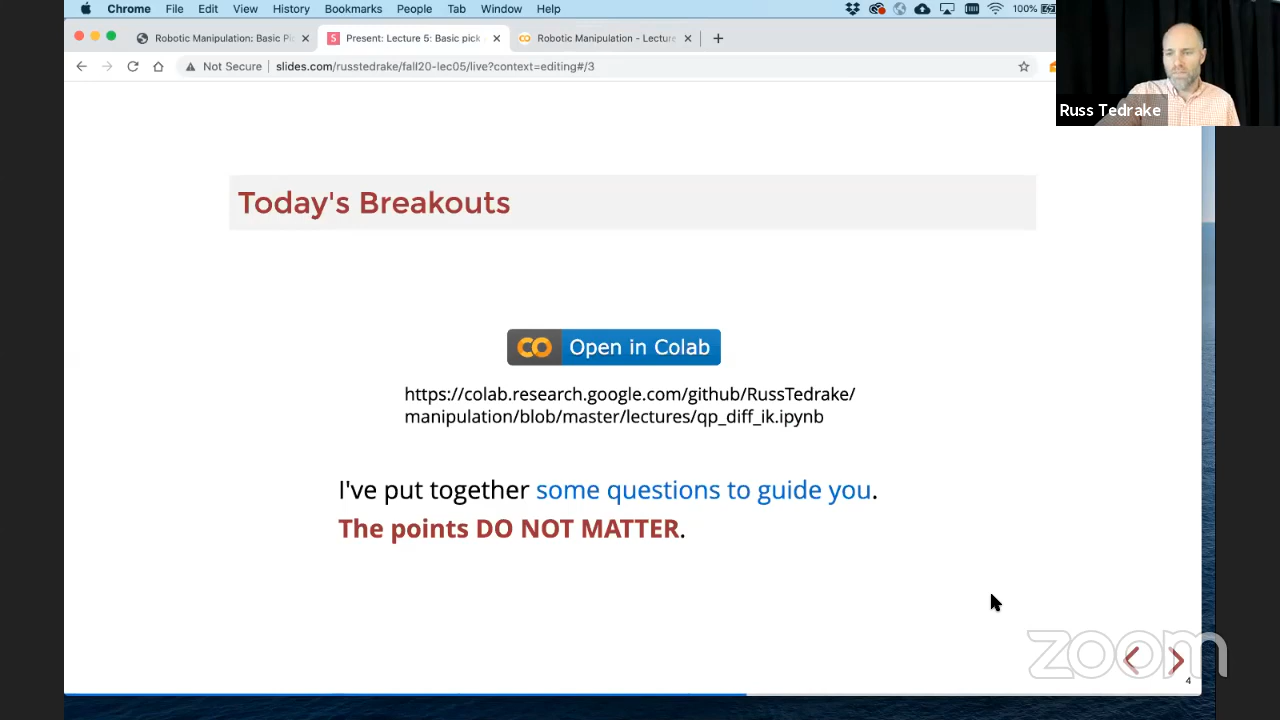 Chrome File Edit View History Bookmarks People Tab Window Help 100%
Robotic Manipulation: Basic Pi
Present: Lecture 5: Basic pick
Robotic Manipulation - Lecture
Not Secure | slides.com/russtedrake/fall20-lec05/live?context=editing#/3
Russ Tedrake
Today's Breakouts
CO Open in Colab
https://colab.research.google.com/github/RussTedrake/
manipulation/blob/master/lectures/qp_diff_ik.ipynb
I've put together some questions to guide you.
The points DO NOT MATTER.
zoom
4